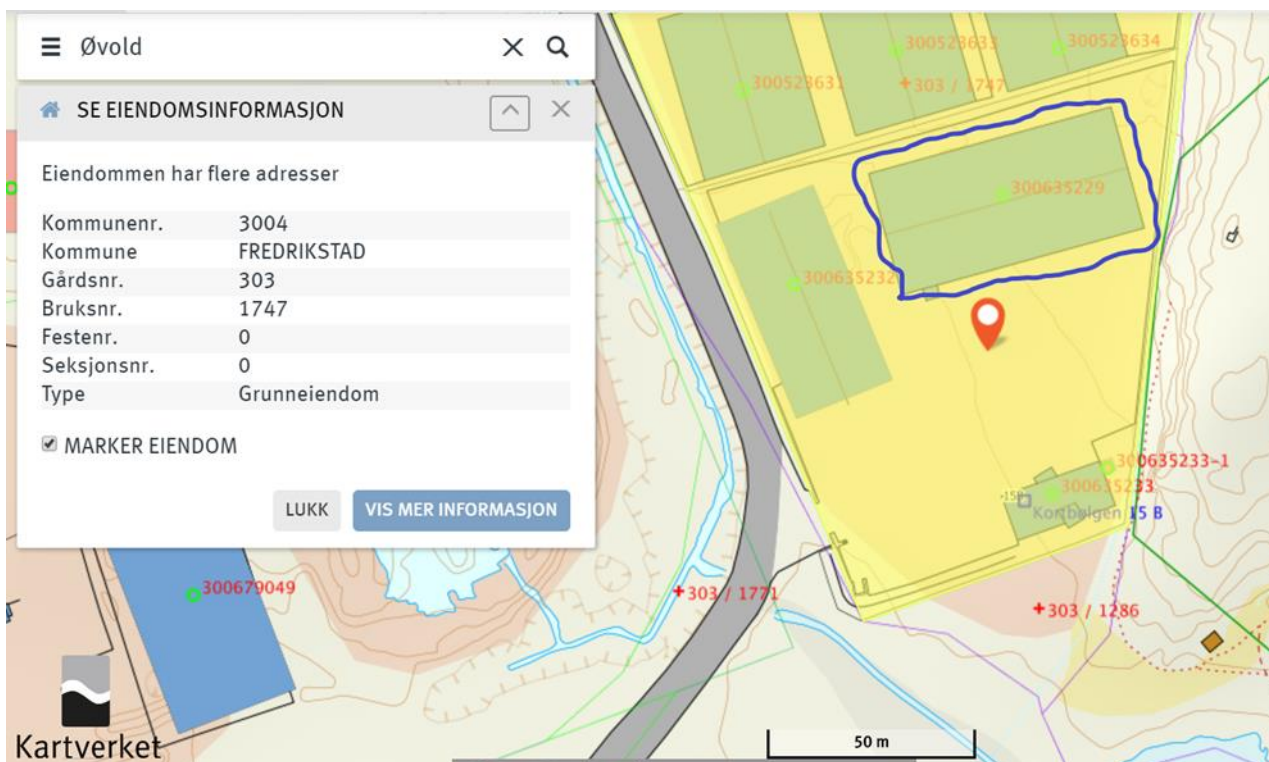 Øvold
SE EIENDOMSINFORMASJON
Eiendommen har flere adresser
Kommunenr. 3004
Kommune FREDRIKSTAD
Gårdsnr. 303
Bruksnr. 1747
Festenr. 0
Seksjonsnr. 0
Type Grunneiendom
MARKER EIENDOM
LUKK VIS MER INFORMASJON
300523633
300523634
300523631
+303 / 1747
300635229
300635232
300635233-1
300635233
-15B
Kortbølgen 15 B
300679049
+303 / 1771
+303 / 1286
Kartverket
50 m